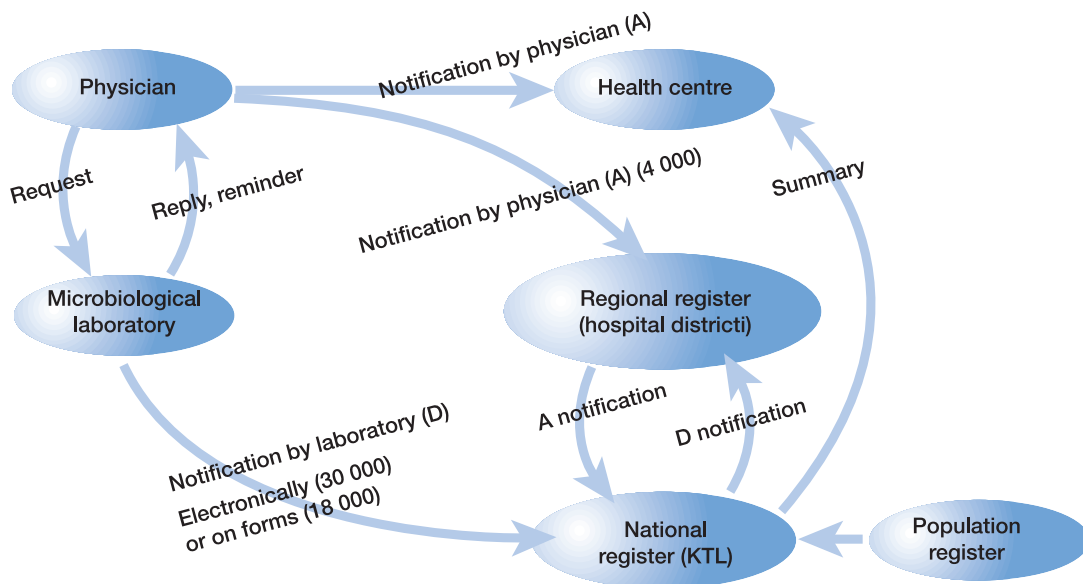 Notification by physician (A)
Physician
Health centre
Request
Reply, reminder
Notification by physician (A) (4 000)
Summary
Microbiological
laboratory
Regional register
(hospital districti)
A notification
D notification
Notification by laboratory (D)
Electronically (30 000)
or on forms (18 000)
National
register (KTL)
Population
register